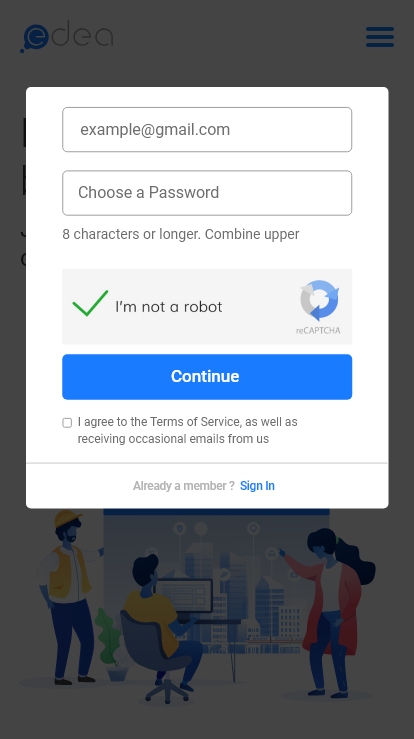 edea
example@gmail.com
Choose a Password
8 characters or longer. Combine upper
I'm not a robot
reCAPTCHA
Continue
I agree to the Terms of Service, as well as
receiving occasional emails from us
Already a member ? Sign In